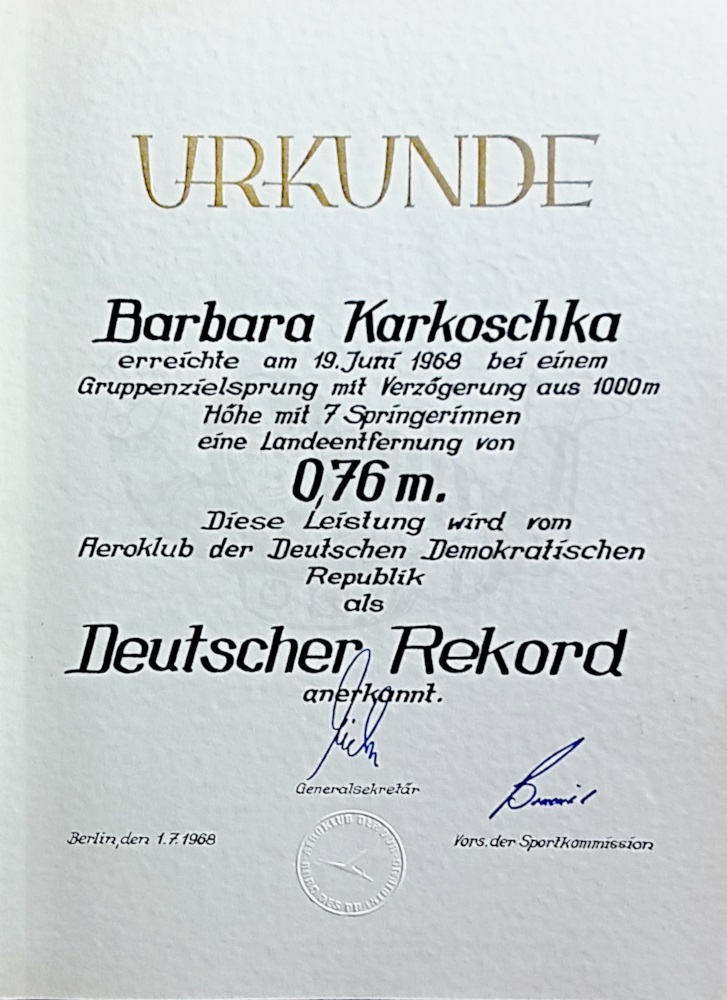 URKUNDE
Barbara Karkoschka
erreichte am 19. Juni 1968 bei einem
Gruppenzielsprung mit Verzögerung aus 1000m
Höhe mit 7 Springerinnen
eine Landeentfernung von
0,76 m.
Diese Leistung wird vom
Aeroklub der Deutschen Demokratischen
Republik
als
Deutscher Rekord
anerkannt.
Generalsekretär
Berlin, den 1.7.1968
Vors. der Sportkommission
AEROKLUB DER